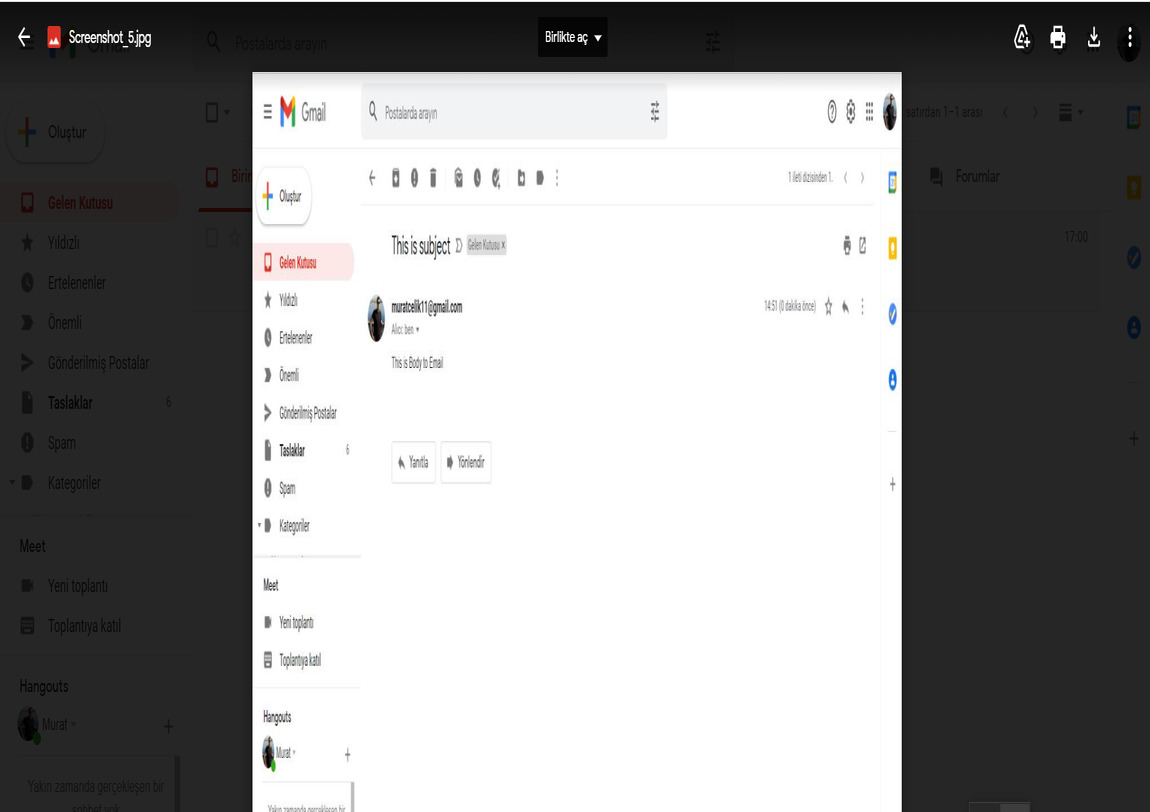 Screenshot_5.jpg
Birlikte aç
Postalarda arayın
Oluştur
satırdan 1–1 arası
Gelen Kutusu
Yıldızlı
Ertelenenler
Önemli
Gönderilmiş Postalar
Taslaklar 6
Spam
Kategoriler
Meet
Yeni toplantı
Toplantıya katıl
Hangouts
Murat
Yakın zamanda gerçekleşen bir
sohbet yok
Birin
Forumlar
17:00
Gmail
Postalarda arayın
Oluştur
1 ileti dizisinden 1.
This is subject
Gelen Kutusu x
Gelen Kutusu
Yıldızlı
Ertelenenler
Önemli
Gönderilmiş Postalar
Taslaklar 6
Spam
Kategoriler
muratcelik11@gmail.com
14:51 (0 dakika önce)
Alıcı: ben
This is Body to Email
Yanıtla
Yönlendir
Meet
Yeni toplantı
Toplantıya katıl
Hangouts
Murat
Yakın zamanda gerçekleşen bir